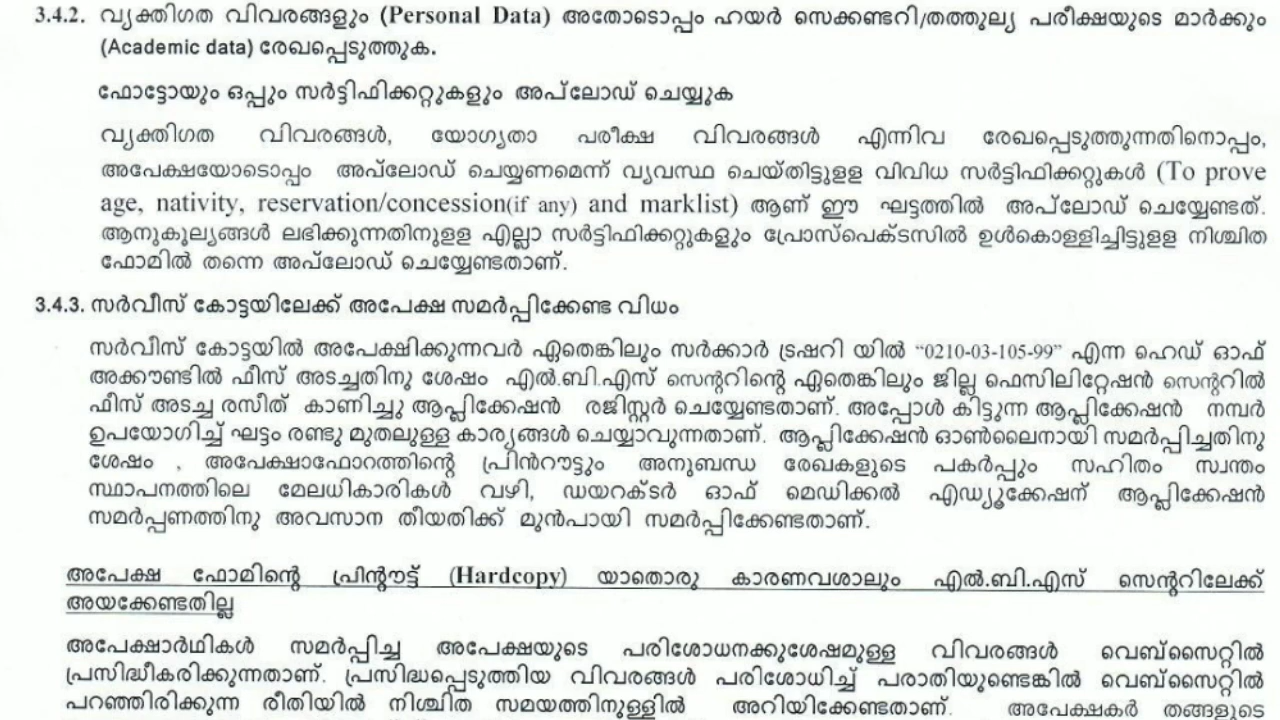 3.4.2. വ്യക്തിഗത വിവരങ്ങളും (Personal Data) അതോടൊപ്പം ഹയർ സെക്കണ്ടറി/തത്തുല്യ പരീക്ഷയുടെ മാർക്കും
(Academic data) രേഖപ്പെടുത്തുക.
ഫോട്ടോയും ഒപ്പും സർട്ടിഫിക്കറ്റുകളും അപ്‌ലോഡ് ചെയ്യുക
വ്യക്തിഗത വിവരങ്ങൾ, യോഗ്യതാ പരീക്ഷ വിവരങ്ങൾ എന്നിവ രേഖപ്പെടുത്തുന്നതിനൊപ്പം,
അപേക്ഷയോടൊപ്പം അപ്‌ലോഡ് ചെയ്യണമെന്ന് വ്യവസ്ഥ ചെയ്തിട്ടുളള വിവിധ സർട്ടിഫിക്കറ്റുകൾ (To prove
age, nativity, reservation/concession(if any) and marklist) ആണ് ഈ ഘട്ടത്തിൽ അപ്‌ലോഡ് ചെയ്യേണ്ടത്.
ആനുകൂല്യങ്ങൾ ലഭിക്കുന്നതിനുളള എല്ലാ സർട്ടിഫിക്കറ്റുകളും പ്രോസ്പെക്ടസിൽ ഉൾകൊള്ളിച്ചിട്ടുളള നിശ്ചിത
ഫോമിൽ തന്നെ അപ്‌ലോഡ് ചെയ്യേണ്ടതാണ്.
3.4.3. സർവീസ് കോട്ടയിലേക്ക് അപേക്ഷ സമർപ്പിക്കേണ്ട വിധം
സർവീസ് കോട്ടയിൽ അപേക്ഷിക്കുന്നവർ ഏതെങ്കിലും സർക്കാർ ട്രഷറി യിൽ “0210-03-105-99” എന്ന ഹെഡ് ഓഫ്
അക്കൗണ്ടിൽ ഫീസ് അടച്ചതിനു ശേഷം എൽ.ബി.എസ് സെന്ററിന്റെ ഏതെങ്കിലും ജില്ല ഫെസിലിറ്റേഷൻ സെന്ററിൽ
ഫീസ് അടച്ച രസീത് കാണിച്ചു ആപ്ലിക്കേഷൻ രജിസ്റ്റർ ചെയ്യേണ്ടതാണ്. അപ്പോൾ കിട്ടുന്ന ആപ്ലിക്കേഷൻ നമ്പർ
ഉപയോഗിച്ച് ഘട്ടം രണ്ടു മുതലുള്ള കാര്യങ്ങൾ ചെയ്യാവുന്നതാണ്. ആപ്ലിക്കേഷൻ ഓൺലൈനായി സമർപ്പിച്ചതിനു
ശേഷം , അപേക്ഷാഫോറത്തിന്റെ പ്രിൻറൗട്ടും അനുബന്ധ രേഖകളുടെ പകർപ്പും സഹിതം സ്വന്തം
സ്ഥാപനത്തിലെ മേലധികാരികൾ വഴി, ഡയറക്ടർ ഓഫ് മെഡിക്കൽ എഡ്യൂക്കേഷന് ആപ്ലിക്കേഷൻ
സമർപ്പണത്തിനു അവസാന തീയതിക്ക് മുൻപായി സമർപ്പിക്കേണ്ടതാണ്.
അപേക്ഷ ഫോമിന്റെ പ്രിന്റൗട്ട് (Hardcopy) യാതൊരു കാരണവശാലും എൽ.ബി.എസ് സെന്ററിലേക്ക്
അയക്കേണ്ടതില്ല
അപേക്ഷാർഥികൾ സമർപ്പിച്ച അപേക്ഷയുടെ പരിശോധനക്കുശേഷമുള്ള വിവരങ്ങൾ വെബ്സൈറ്റിൽ
പ്രസിദ്ധീകരിക്കുന്നതാണ്. പ്രസിദ്ധപ്പെടുത്തിയ വിവരങ്ങൾ പരിശോധിച്ച് പരാതിയുണ്ടെങ്കിൽ വെബ്സൈറ്റിൽ
പറഞ്ഞിരിക്കുന്ന രീതിയിൽ നിശ്ചിത സമയത്തിനുള്ളിൽ അറിയിക്കേണ്ടതാണ്. അപേക്ഷകർ തങ്ങളുടെ